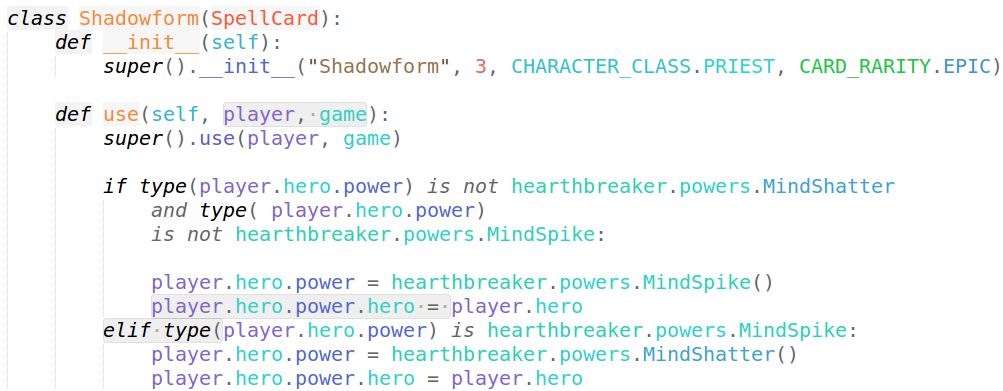 class Shadowform(SpellCard):
    def __init__(self):
        super().__init__("Shadowform", 3, CHARACTER_CLASS.PRIEST, CARD_RARITY.EPIC)

    def use(self, player, game):
        super().use(player, game)

        if type(player.hero.power) is not hearthbreaker.powers.MindShatter
            and type( player.hero.power)
            is not hearthbreaker.powers.MindSpike:

            player.hero.power = hearthbreaker.powers.MindSpike()
            player.hero.power.hero = player.hero
        elif type(player.hero.power) is hearthbreaker.powers.MindSpike:
            player.hero.power = hearthbreaker.powers.MindShatter()
            player.hero.power.hero = player.hero